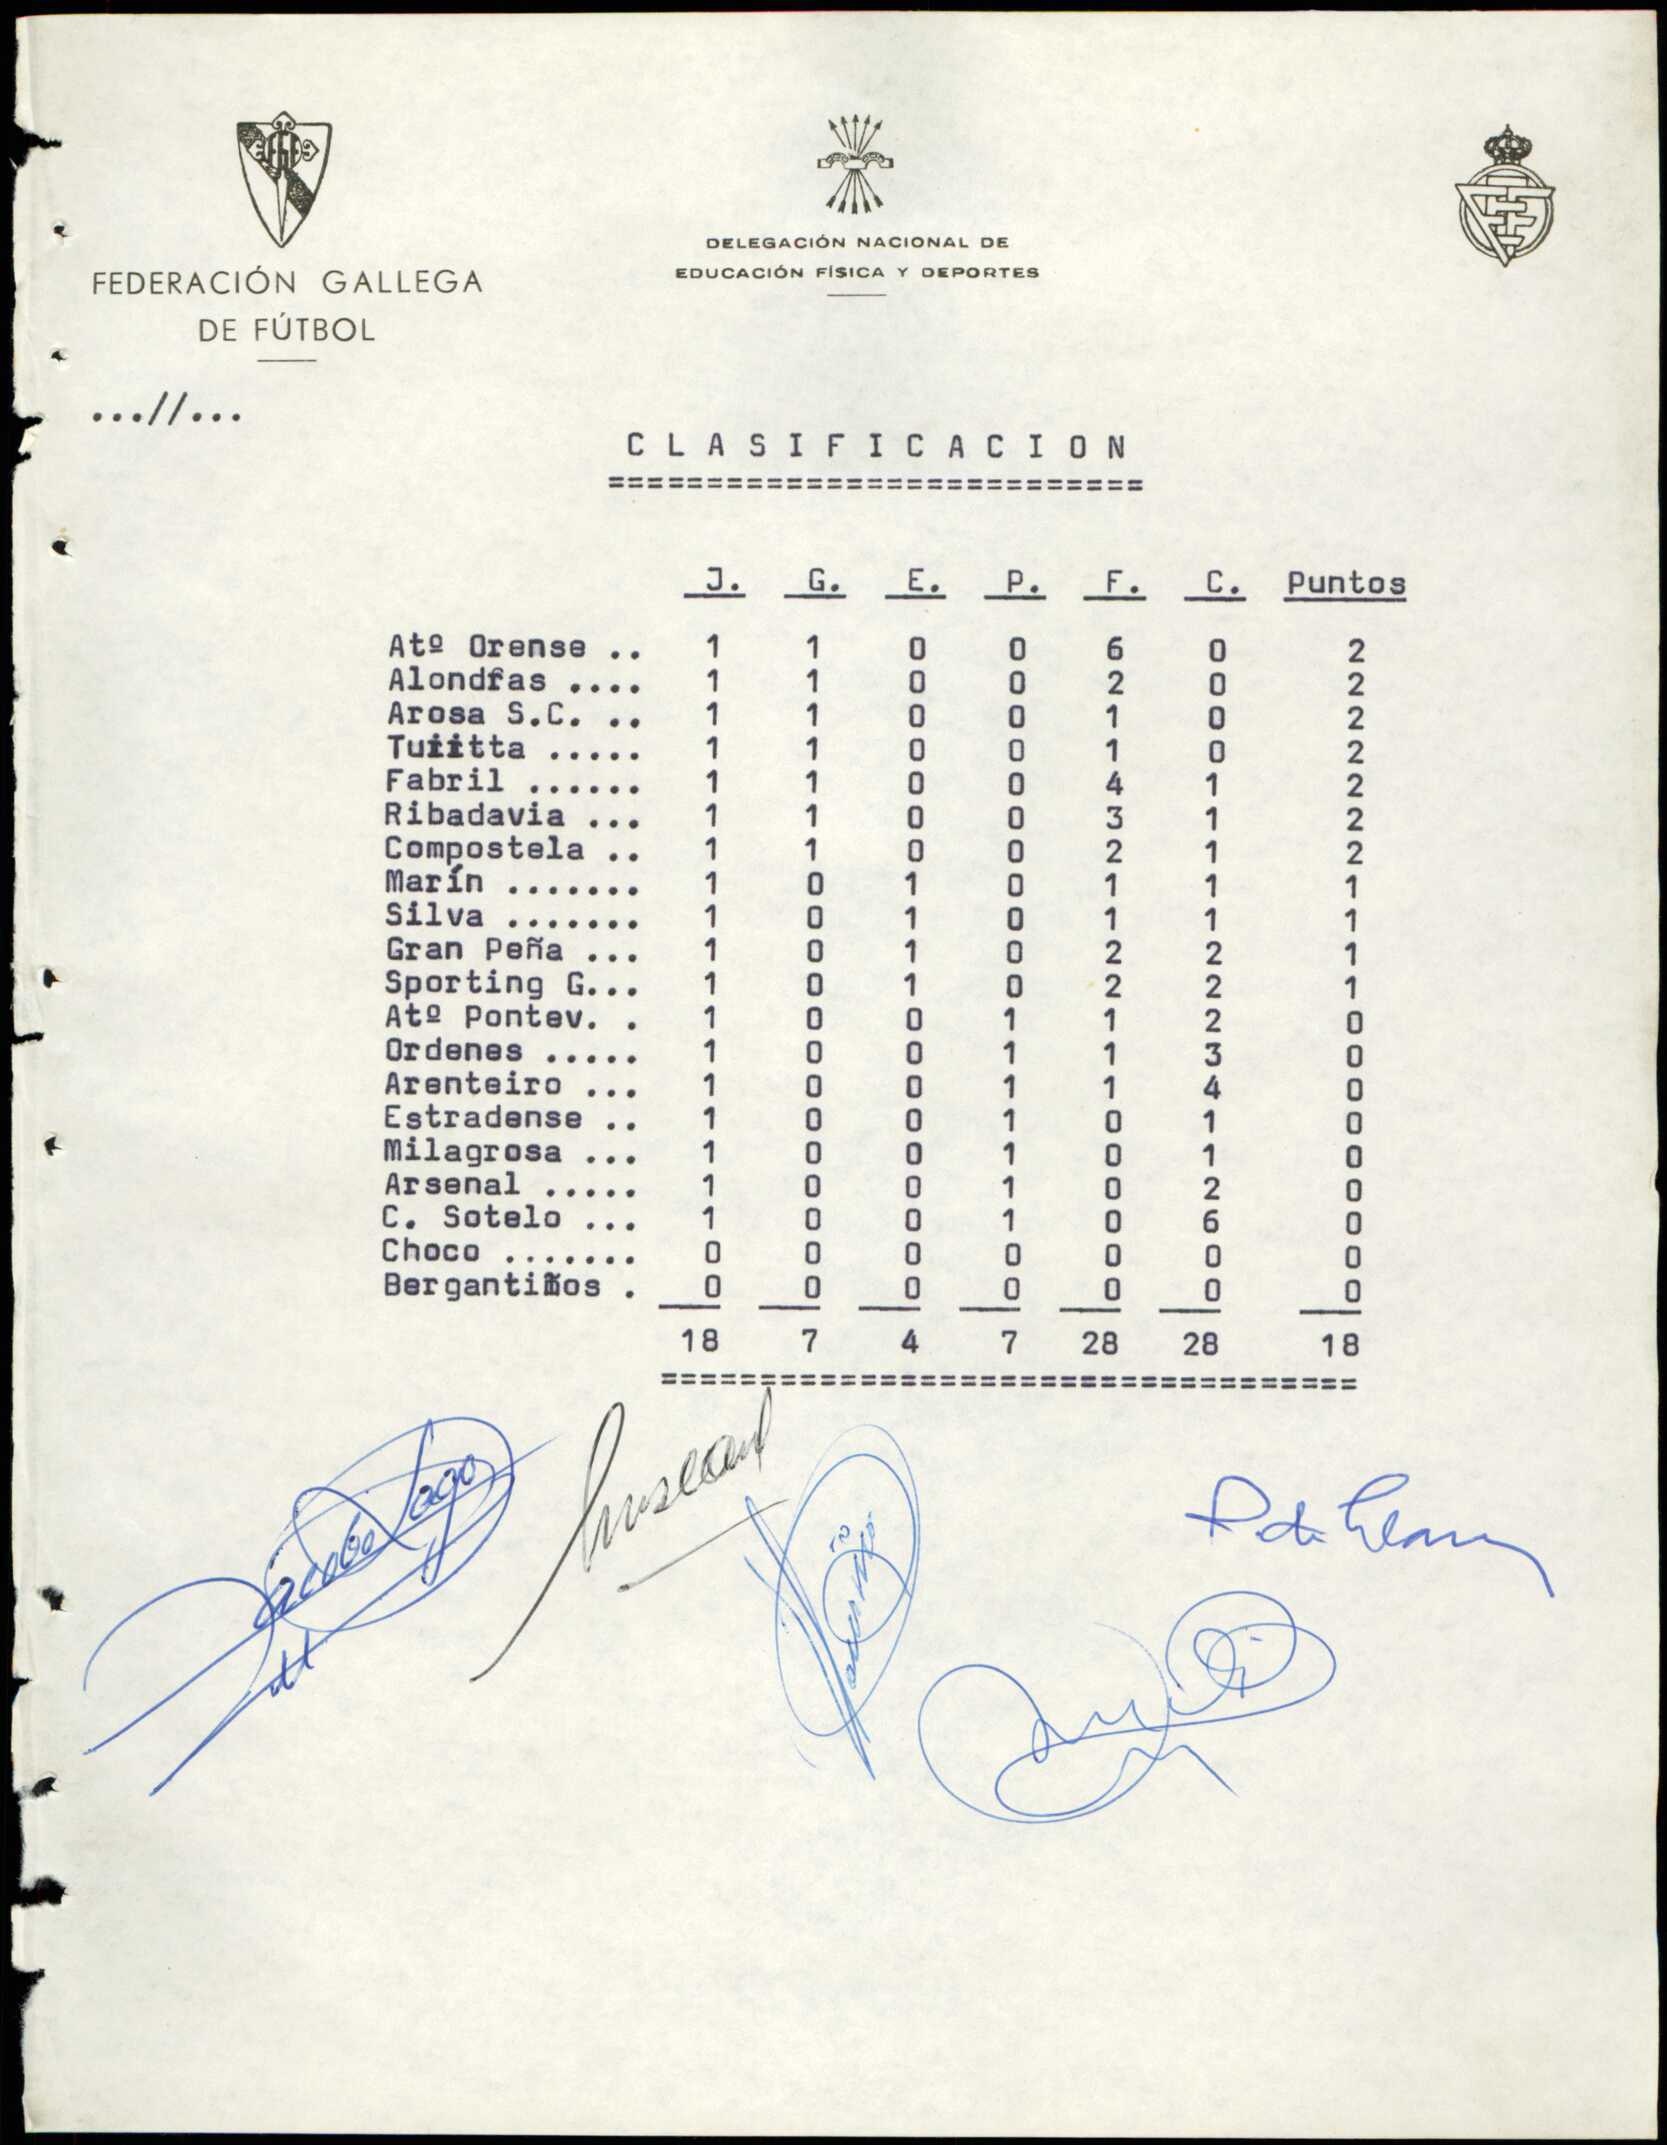 FEDERACIÓN GALLEGA
DE FÚTBOL
DELEGACIÓN NACIONAL DE
EDUCACIÓN FÍSICA Y DEPORTES
...//...
C L A S I F I C A C I O N
===========================
J. G. E. P. F. C. Puntos
Atº Orense .. 1 1 0 0 6 0 2
Alondras .... 1 1 0 0 2 0 2
Arosa S.C. .. 1 1 0 0 1 0 2
Tuiitta ..... 1 1 0 0 1 0 2
Fabril ...... 1 1 0 0 4 1 2
Ribadavia ... 1 1 0 0 3 1 2
Compostela .. 1 1 0 0 2 1 2
Marín ....... 1 0 1 0 1 1 1
Silva ....... 1 0 1 0 1 1 1
Gran Peña ... 1 0 1 0 2 2 1
Sporting G... 1 0 1 0 2 2 1
Atº Pontev. . 1 0 0 1 1 2 0
Ordenes ..... 1 0 0 1 1 3 0
Arenteiro ... 1 0 0 1 1 4 0
Estradense .. 1 0 0 1 0 1 0
Milagrosa ... 1 0 0 1 0 1 0
Arsenal ..... 1 0 0 1 0 2 0
C. Sotelo ... 1 0 0 1 0 6 0
Choco ....... 0 0 0 0 0 0 0
Bergantiños . 0 0 0 0 0 0 0
18 7 4 7 28 28 18
===================================
Jacobo Lago